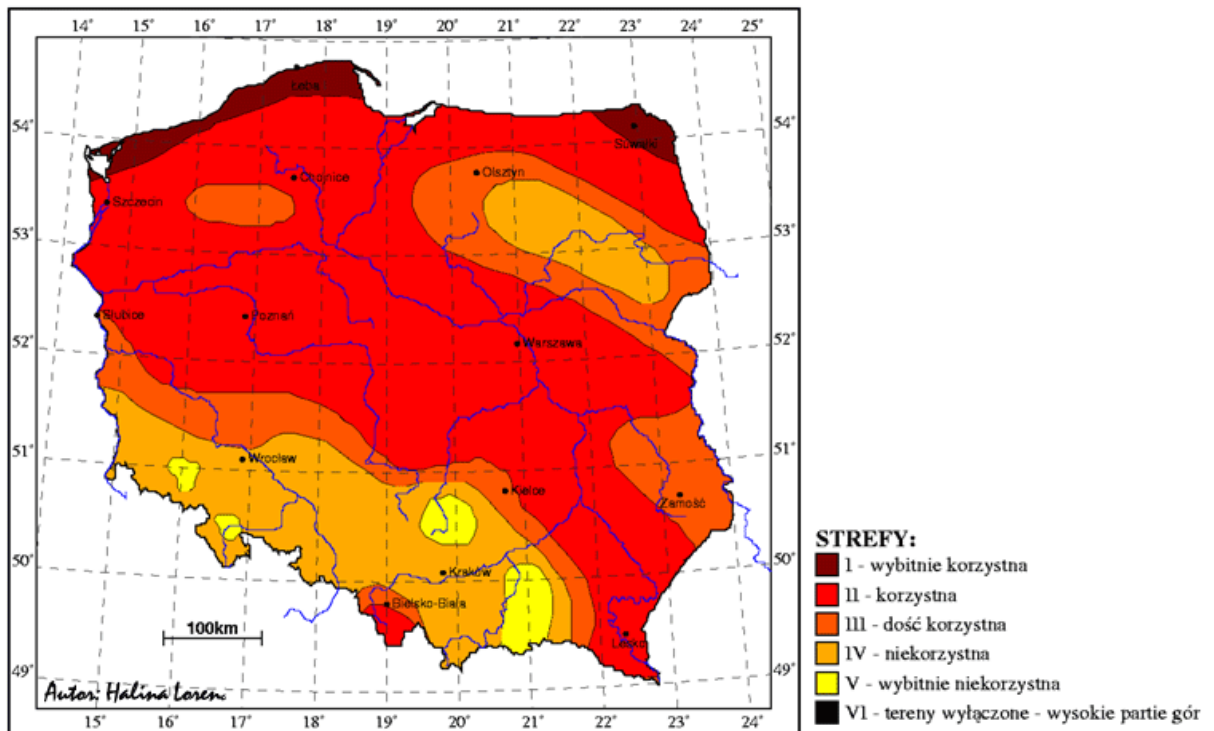 14° 15° 16° 17° 18° 19° 20° 21° 22° 23° 24° 25°
Łeba
54° 54°
Suwałki
Chojnice
Olsztyn
Szczecin
53° 53°
Słubice
Poznań
52° 52°
Warszawa
51° 51°
Wrocław
Kielce
Zamość
50° 50°
Kraków
Bielsko-Biała
100km
Lesko
49° 49°
Autor: Halina Lorenc
15° 16° 17° 18° 19° 20° 21° 22° 23° 24°
STREFY:
I - wybitnie korzystna
II - korzystna
III - dość korzystna
IV - niekorzystna
V - wybitnie niekorzystna
VI - tereny wyłączone - wysokie partie gór